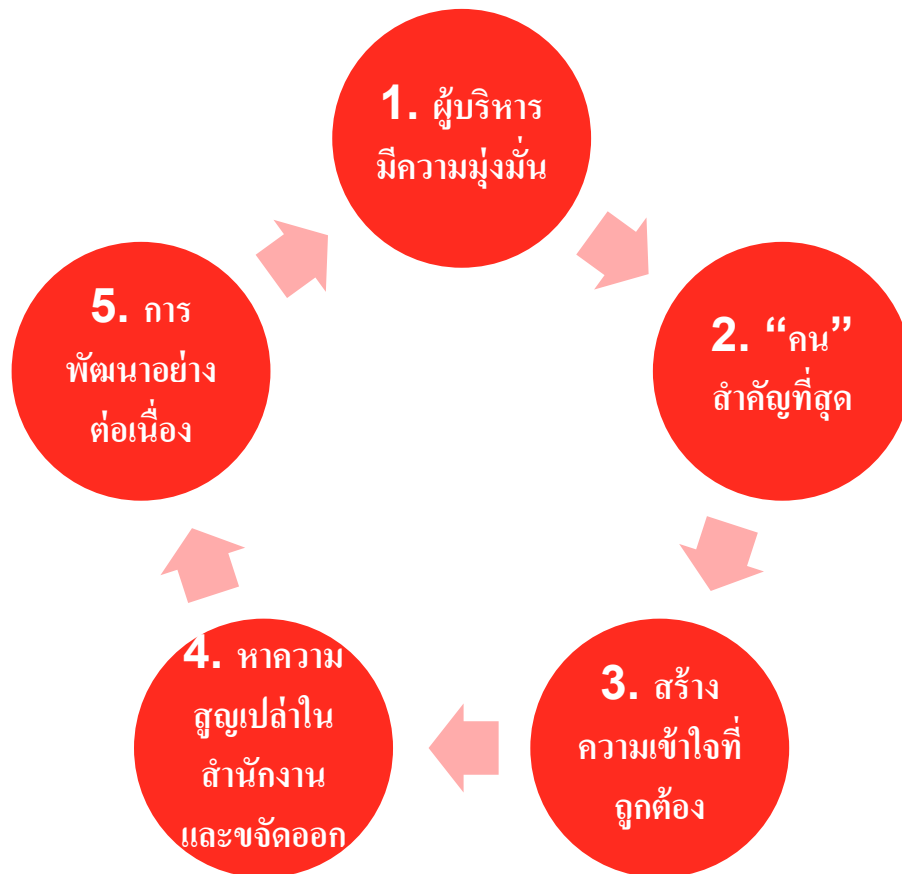 1. ผู้บริหาร
มีความมุ่งมั่น
2. “คน”
สำคัญที่สุด
3. สร้าง
ความเข้าใจที่
ถูกต้อง
4. หาความ
สูญเปล่าใน
สำนักงาน
และขจัดออก
5. การ
พัฒนาอย่าง
ต่อเนื่อง